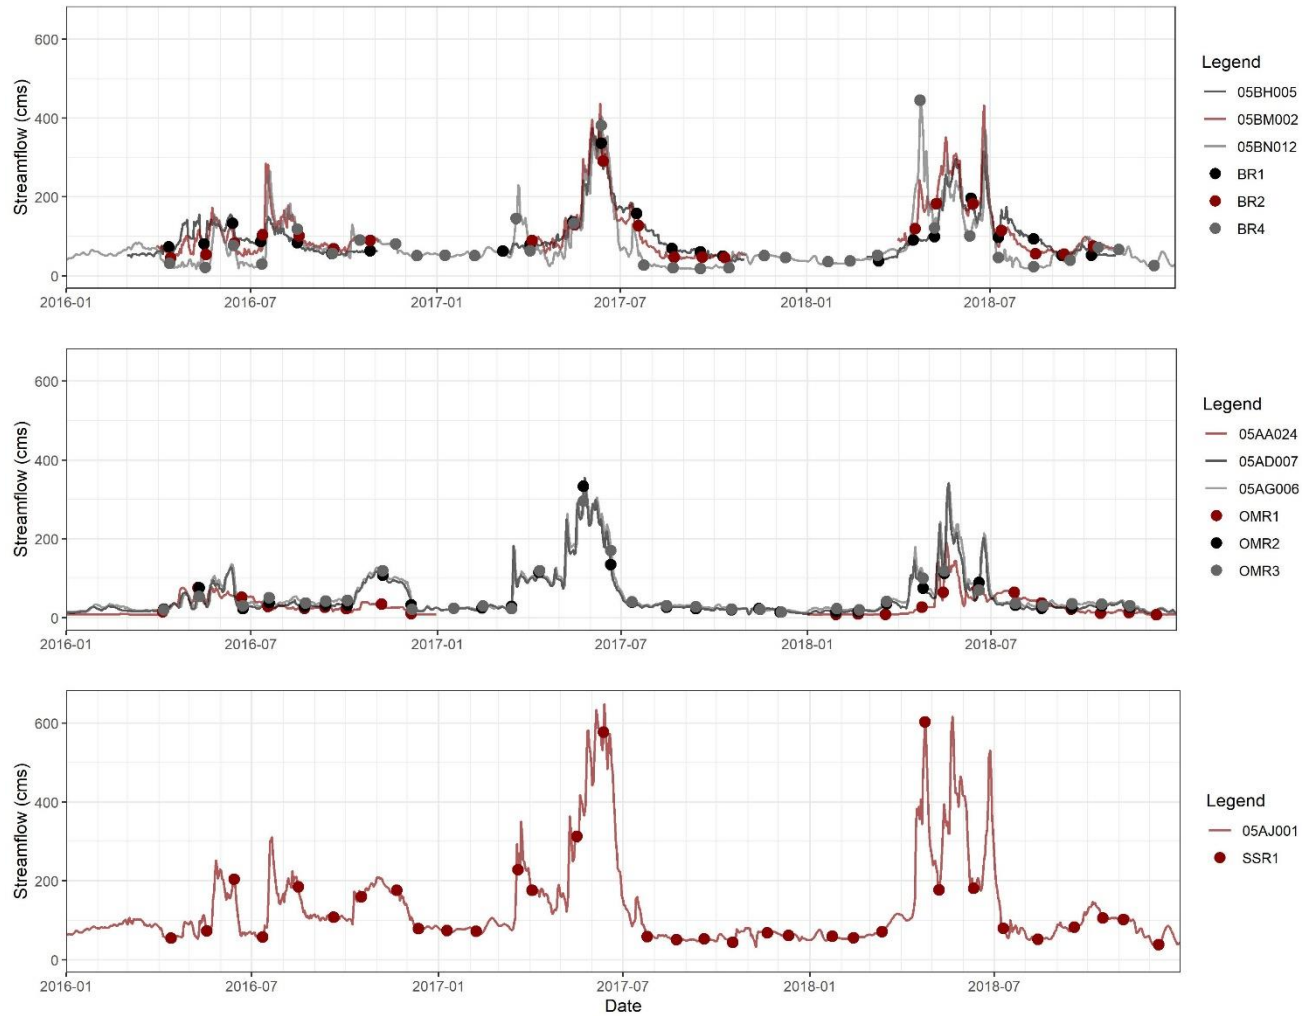 600
400
200
0
Streamflow (cms)
2016-01 2016-07 2017-01 2017-07 2018-01 2018-07
Legend
05BH005
05BM002
05BN012
BR1
BR2
BR4
600
400
200
0
Streamflow (cms)
2016-01 2016-07 2017-01 2017-07 2018-01 2018-07
Legend
05AA024
05AD007
05AG006
OMR1
OMR2
OMR3
600
400
200
0
Streamflow (cms)
2016-01 2016-07 2017-01 2017-07 2018-01 2018-07
Date
Legend
05AJ001
SSR1